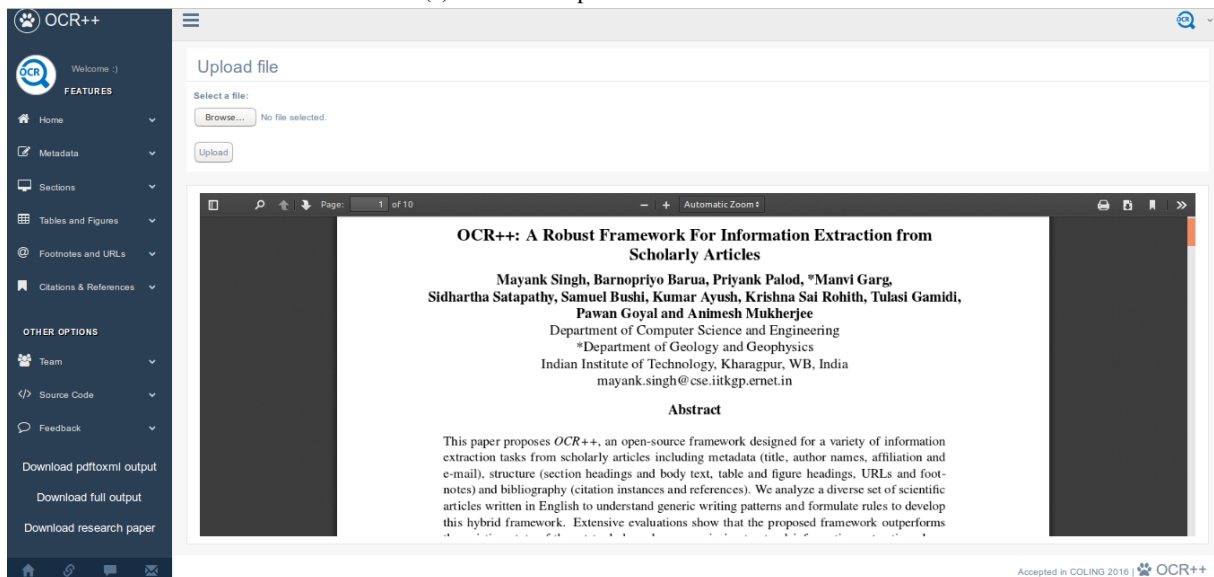 OCR++
Welcome :)
FEATURES
Home
Metadata
Sections
Tables and Figures
Footnotes and URLs
Citations & References
OTHER OPTIONS
Team
Source Code
Feedback
Download pdftoxml output
Download full output
Download research paper
OCR
Upload file
Select a file:
Browse... No file selected.
Upload
Page: 1 of 10
Automatic Zoom
OCR++: A Robust Framework For Information Extraction from
Scholarly Articles
Mayank Singh, Barnopriyo Barua, Priyank Palod, *Manvi Garg,
Sidhartha Satapathy, Samuel Bushi, Kumar Ayush, Krishna Sai Rohith, Tulasi Gamidi,
Pawan Goyal and Animesh Mukherjee
Department of Computer Science and Engineering
*Department of Geology and Geophysics
Indian Institute of Technology, Kharagpur, WB, India
mayank.singh@cse.iitkgp.ernet.in
Abstract
This paper proposes OCR++, an open-source framework designed for a variety of information
extraction tasks from scholarly articles including metadata (title, author names, affiliation and
e-mail), structure (section headings and body text, table and figure headings, URLs and foot-
notes) and bibliography (citation instances and references). We analyze a diverse set of scientific
articles written in English to understand generic writing patterns and formulate rules to develop
this hybrid framework. Extensive evaluations show that the proposed framework outperforms
Accepted in COLING 2016 | OCR++